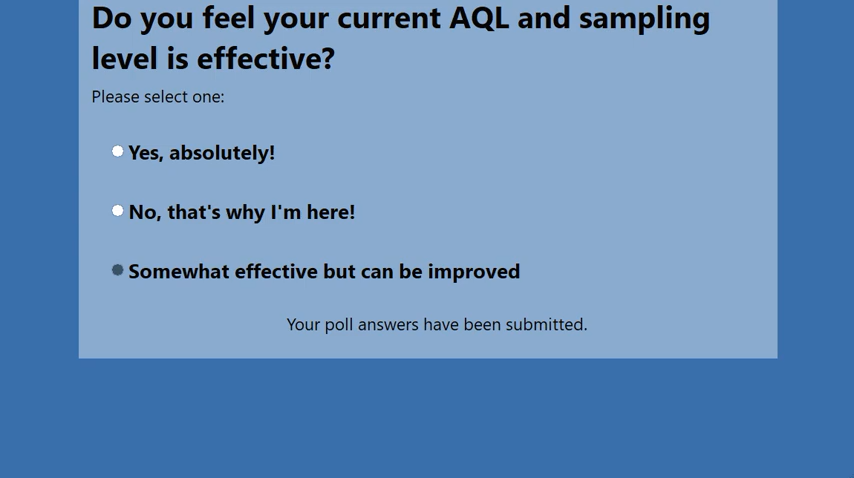 Do you feel your current AQL and sampling
level is effective?
Please select one:
Yes, absolutely!
No, that's why I'm here!
Somewhat effective but can be improved
Your poll answers have been submitted.